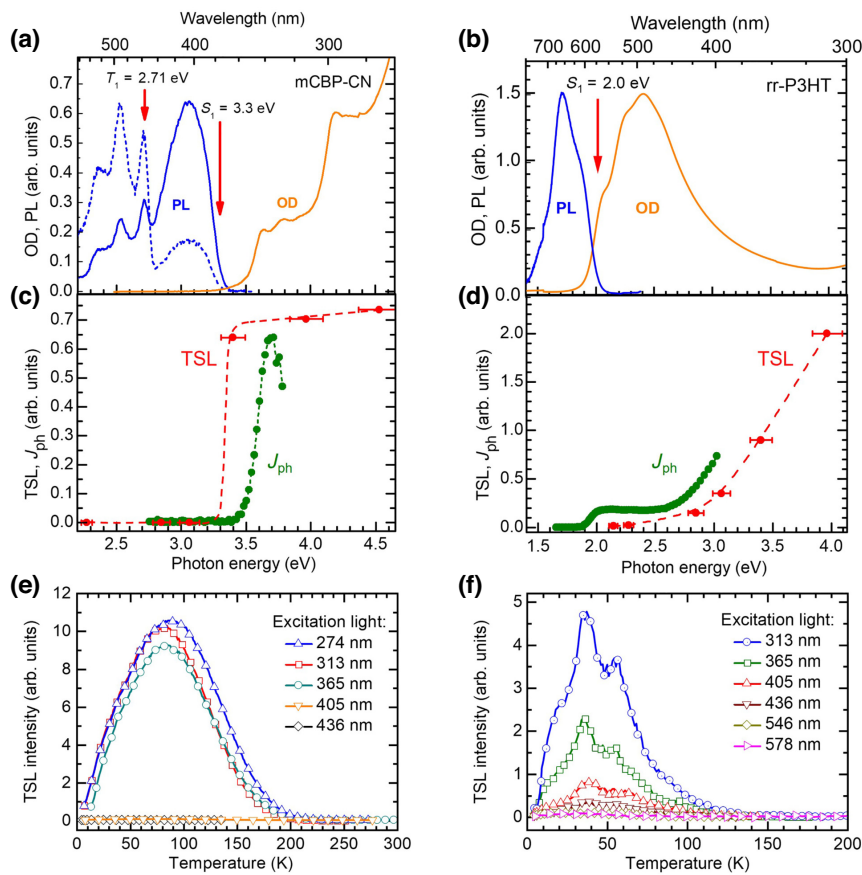 Wavelength (nm)
Wavelength (nm)
(a)
500
400
300
(b)
700
600
500
400
300
0.7
0.6
0.5
0.4
0.3
0.2
0.1
0.0
OD, PL (arb. units)
T1 = 2.71 eV
mCBP-CN
S1 = 3.3 eV
PL
OD
1.5
1.0
0.5
0.0
OD, PL (arb. units)
S1 = 2.0 eV
rr-P3HT
PL
OD
(c)
(d)
0.7
0.6
0.5
0.4
0.3
0.2
0.1
0.0
TSL, Jph (arb. units)
TSL
Jph
2.5
3.0
3.5
4.0
4.5
Photon energy (eV)
2.0
1.5
1.0
0.5
0.0
TSL, Jph (arb. units)
TSL
Jph
1.5
2.0
2.5
3.0
3.5
4.0
Photon energy (eV)
(e)
(f)
12
10
8
6
4
2
0
TSL intensity (arb. units)
Excitation light:
274 nm
313 nm
365 nm
405 nm
436 nm
0
50
100
150
200
250
300
Temperature (K)
5
4
3
2
1
0
TSL intensity (arb. units)
Excitation light:
313 nm
365 nm
405 nm
436 nm
546 nm
578 nm
0
50
100
150
200
Temperature (K)